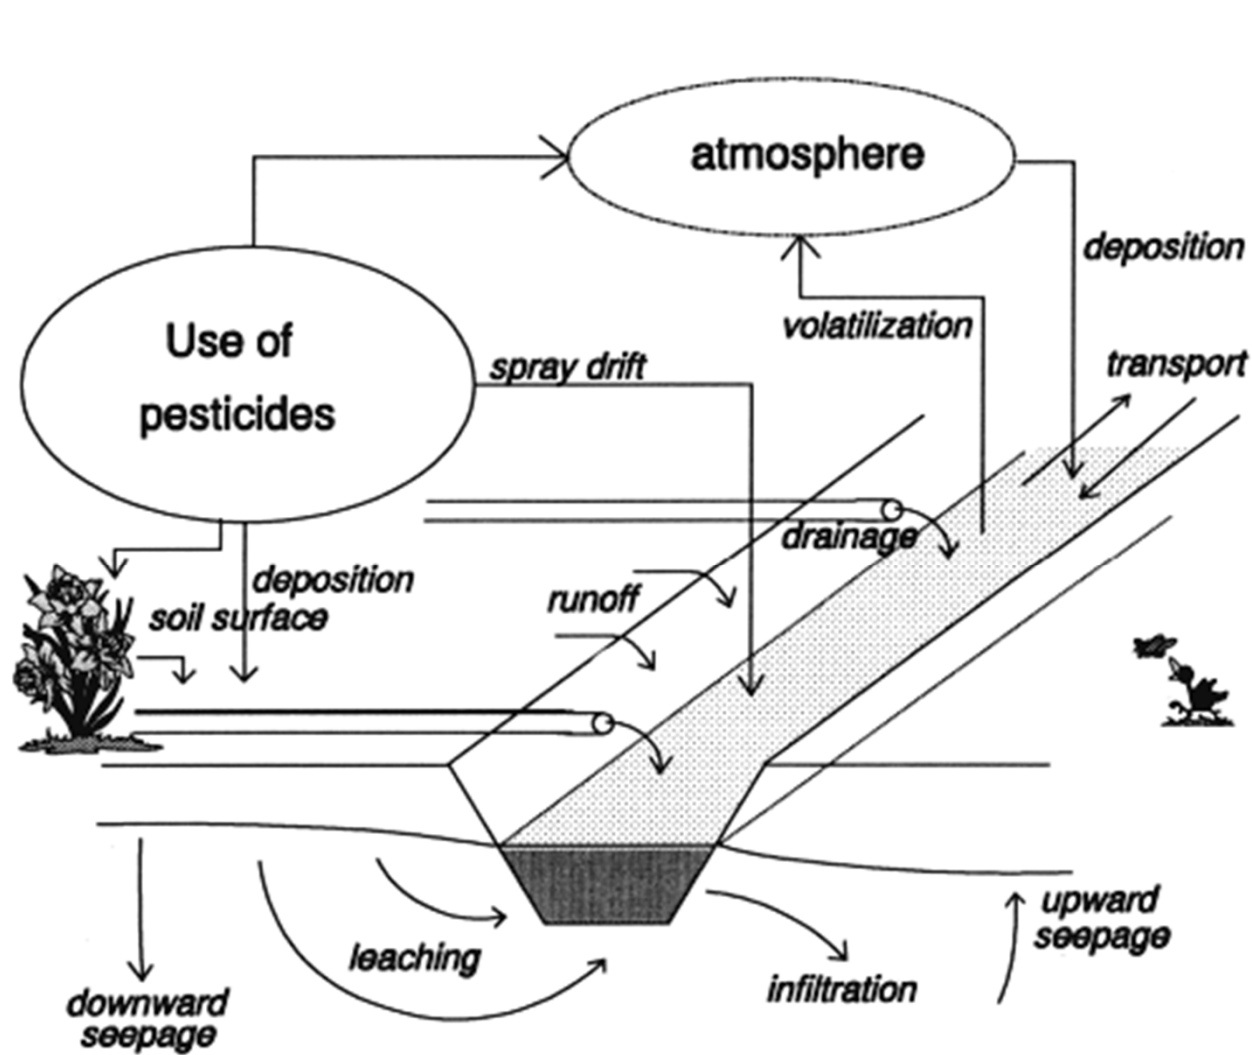 atmosphere
deposition
volatilization
Use of
pesticides
spray drift
transport
drainage
deposition
soil surface
runoff
leaching
upward
seepage
infiltration
downward
seepage